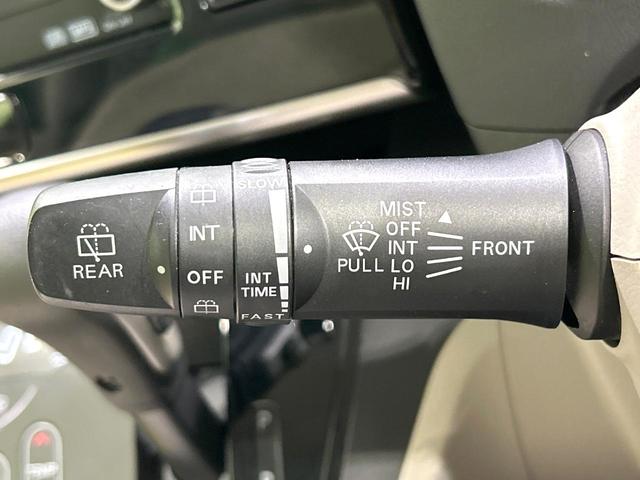 REAR
INT
OFF
SLOW
INT
TIME
FAST
PULL
MIST
OFF
INT
LO
HI
FRONT